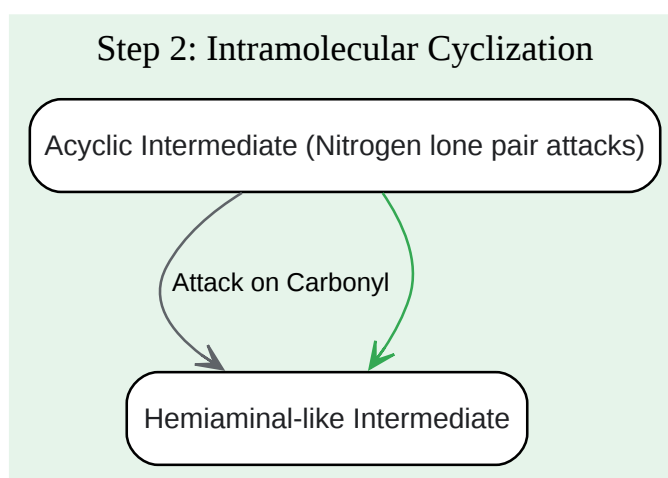 Step 2: Intramolecular Cyclization
Acyclic Intermediate (Nitrogen lone pair attacks)
Attack on Carbonyl
Hemiaminal-like Intermediate